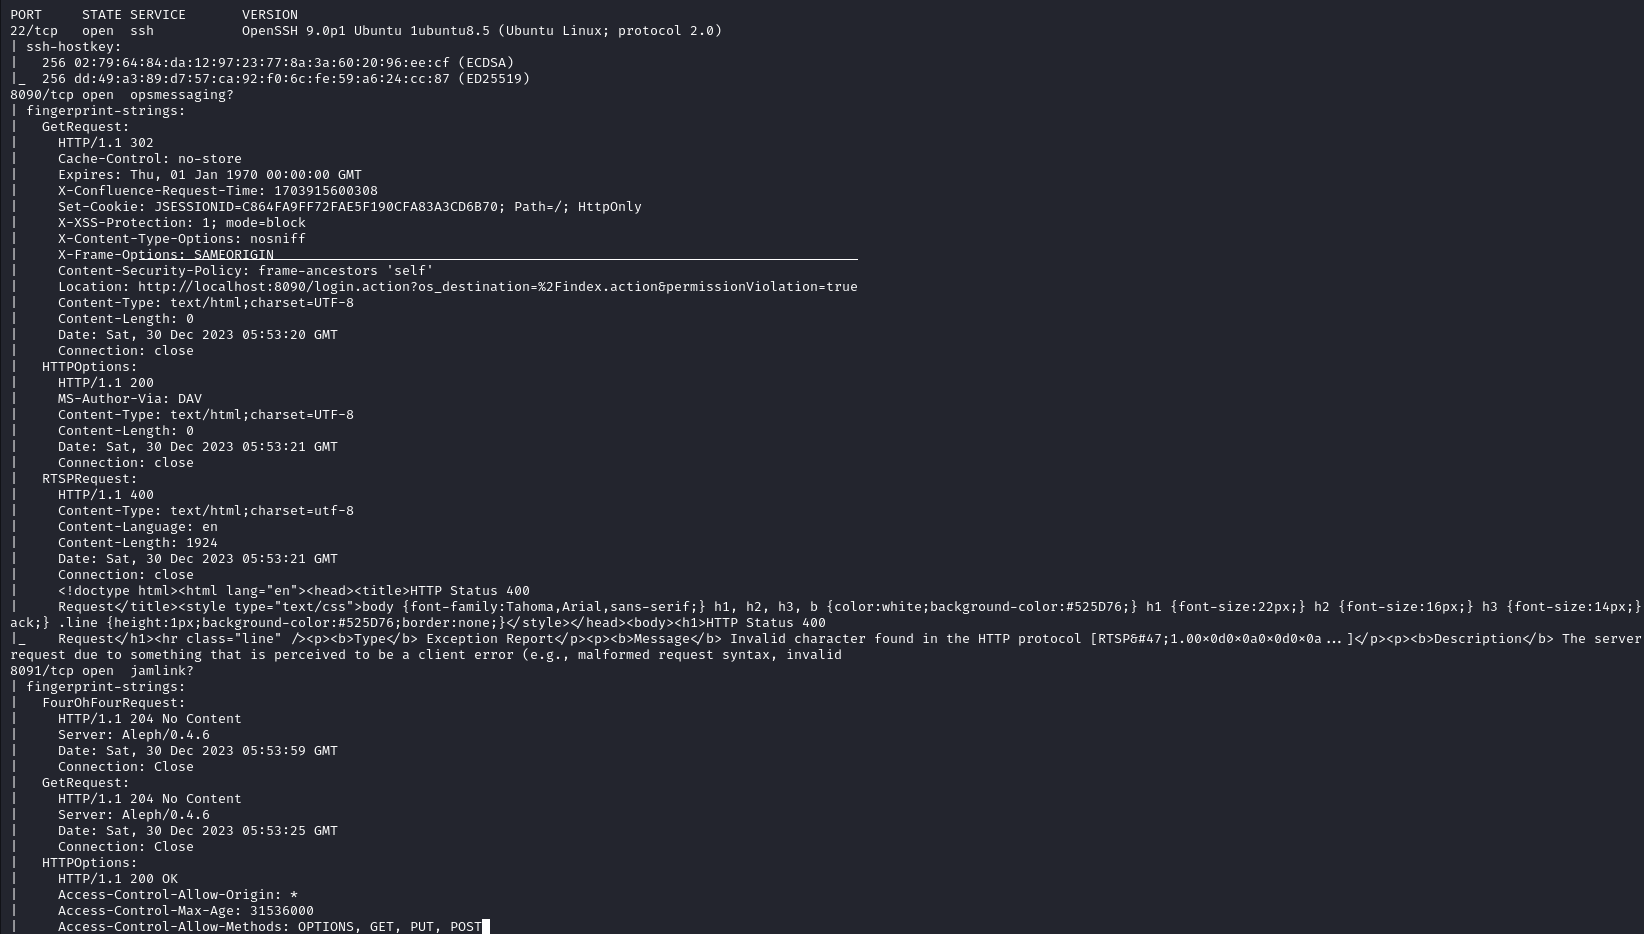 PORT     STATE SERVICE       VERSION
22/tcp   open  ssh           OpenSSH 9.0p1 Ubuntu 1ubuntu8.5 (Ubuntu Linux; protocol 2.0)
| ssh-hostkey:
|   256 02:79:64:84:da:12:97:23:77:8a:3a:60:20:96:ee:cf (ECDSA)
|_  256 dd:49:a3:89:d7:57:ca:92:f0:6c:fe:59:a6:24:cc:87 (ED25519)
8090/tcp open  opsmessaging?
| fingerprint-strings:
|   GetRequest:
|     HTTP/1.1 302
|     Cache-Control: no-store
|     Expires: Thu, 01 Jan 1970 00:00:00 GMT
|     X-Confluence-Request-Time: 1703915600308
|     Set-Cookie: JSESSIONID=C864FA9FF72FAE5F190CFA83A3CD6B70; Path=/; HttpOnly
|     X-XSS-Protection: 1; mode=block
|     X-Content-Type-Options: nosniff
|     X-Frame-Options: SAMEORIGIN
|     Content-Security-Policy: frame-ancestors 'self'
|     Location: http://localhost:8090/login.action?os_destination=%2Findex.action&permissionViolation=true
|     Content-Type: text/html;charset=UTF-8
|     Content-Length: 0
|     Date: Sat, 30 Dec 2023 05:53:20 GMT
|     Connection: close
|   HTTPOptions:
|     HTTP/1.1 200
|     MS-Author-Via: DAV
|     Content-Type: text/html;charset=UTF-8
|     Content-Length: 0
|     Date: Sat, 30 Dec 2023 05:53:21 GMT
|     Connection: close
|   RTSPRequest:
|     HTTP/1.1 400
|     Content-Type: text/html;charset=utf-8
|     Content-Language: en
|     Content-Length: 1924
|     Date: Sat, 30 Dec 2023 05:53:21 GMT
|     Connection: close
|     <!doctype html><html lang="en"><head><title>HTTP Status 400
|     Request</title><style type="text/css">body {font-family:Tahoma,Arial,sans-serif;} h1, h2, h3, b {color:white;background-color:#525D76;} h1 {font-size:22px;} h2 {font-size:16px;} h3 {font-size:14px;}
ack;} .line {height:1px;background-color:#525D76;border:none;}</style></head><body><h1>HTTP Status 400
|_    Request</h1><hr class="line" /><p><b>Type</b> Exception Report</p><p><b>Message</b> Invalid character found in the HTTP protocol [RTSP&#47;1.00×0d0×0a0×0d0×0a...]</p><p><b>Description</b> The server
request due to something that is perceived to be a client error (e.g., malformed request syntax, invalid
8091/tcp open  jamlink?
| fingerprint-strings:
|   FourOhFourRequest:
|     HTTP/1.1 204 No Content
|     Server: Aleph/0.4.6
|     Date: Sat, 30 Dec 2023 05:53:59 GMT
|     Connection: Close
|   GetRequest:
|     HTTP/1.1 204 No Content
|     Server: Aleph/0.4.6
|     Date: Sat, 30 Dec 2023 05:53:25 GMT
|     Connection: Close
|   HTTPOptions:
|     HTTP/1.1 200 OK
|     Access-Control-Allow-Origin: *
|     Access-Control-Max-Age: 31536000
|     Access-Control-Allow-Methods: OPTIONS, GET, PUT, POST